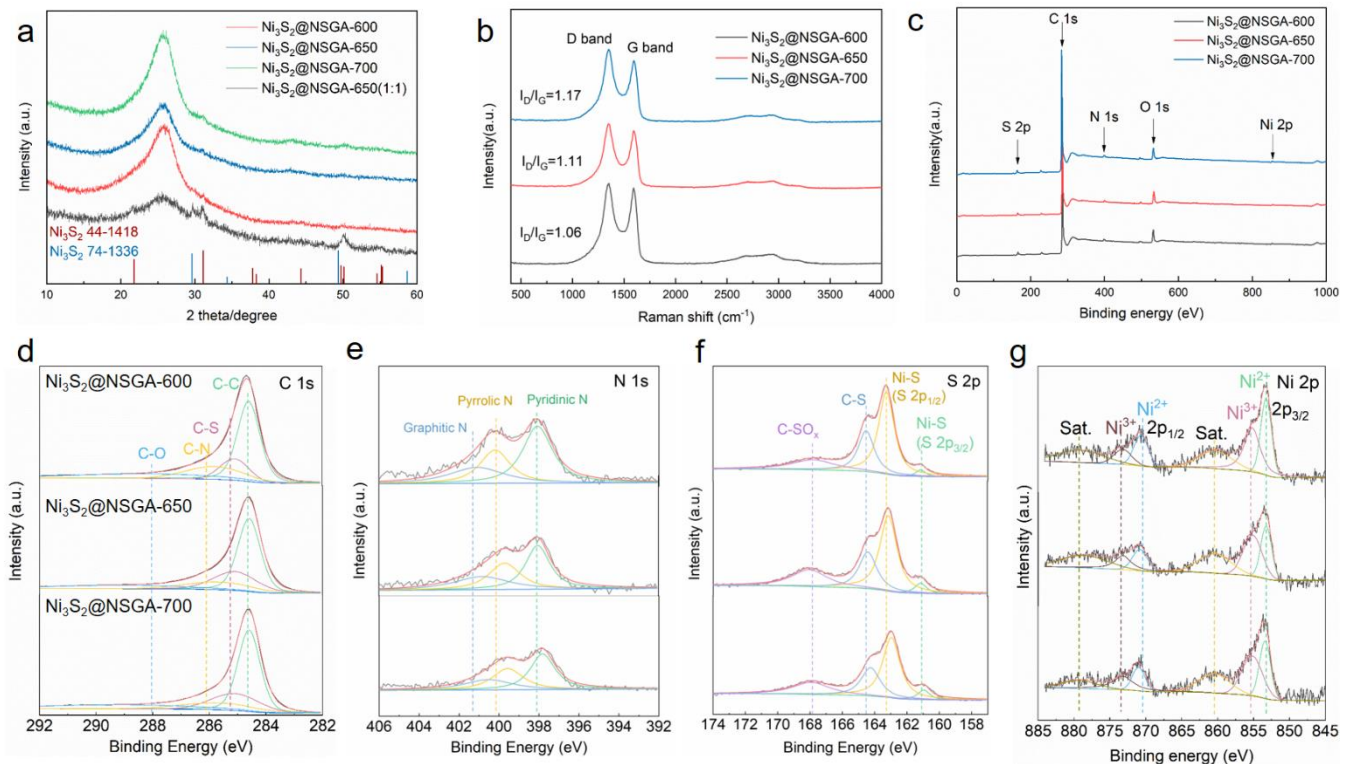 a
Ni₃S₂@NSGA-600
Ni₃S₂@NSGA-650
Ni₃S₂@NSGA-700
Ni₃S₂@NSGA-650(1:1)
Intensity (a.u.)
Ni₃S₂ 44-1418
Ni₃S₂ 74-1336
10 20 30 40 50 60
2 theta/degree
b
D band
G band
Ni₃S₂@NSGA-600
Ni₃S₂@NSGA-650
Ni₃S₂@NSGA-700
I_D/I_G=1.17
I_D/I_G=1.11
I_D/I_G=1.06
Intensity(a.u.)
500 1000 1500 2000 2500 3000 3500 4000
Raman shift (cm⁻¹)
c
C 1s
Ni₃S₂@NSGA-600
Ni₃S₂@NSGA-650
Ni₃S₂@NSGA-700
S 2p
N 1s
O 1s
Ni 2p
Intensity (a.u.)
0 200 400 600 800 1000
Binding energy (eV)
d
C 1s
Ni₃S₂@NSGA-600
C-C
C-S
C-N
C-O
Ni₃S₂@NSGA-650
Ni₃S₂@NSGA-700
Intensity (a.u.)
292 290 288 286 284 282
Binding Energy (eV)
e
N 1s
Pyrrolic N
Pyridinic N
Graphitic N
Intensity (a.u.)
406 404 402 400 398 396 394 392
Binding Energy (eV)
f
S 2p
Ni-S
(S 2p1/2)
C-S
Ni-S
(S 2p3/2)
C-SOₓ
Intensity (a.u.)
174 172 170 168 166 164 162 160 158
Binding Energy (eV)
g
Ni²⁺ Ni 2p
Ni³⁺ 2p3/2
Ni²⁺
Sat. Ni³⁺ 2p1/2 Sat.
Intensity (a.u.)
885 880 875 870 865 860 855 850 845
Binding energy (eV)